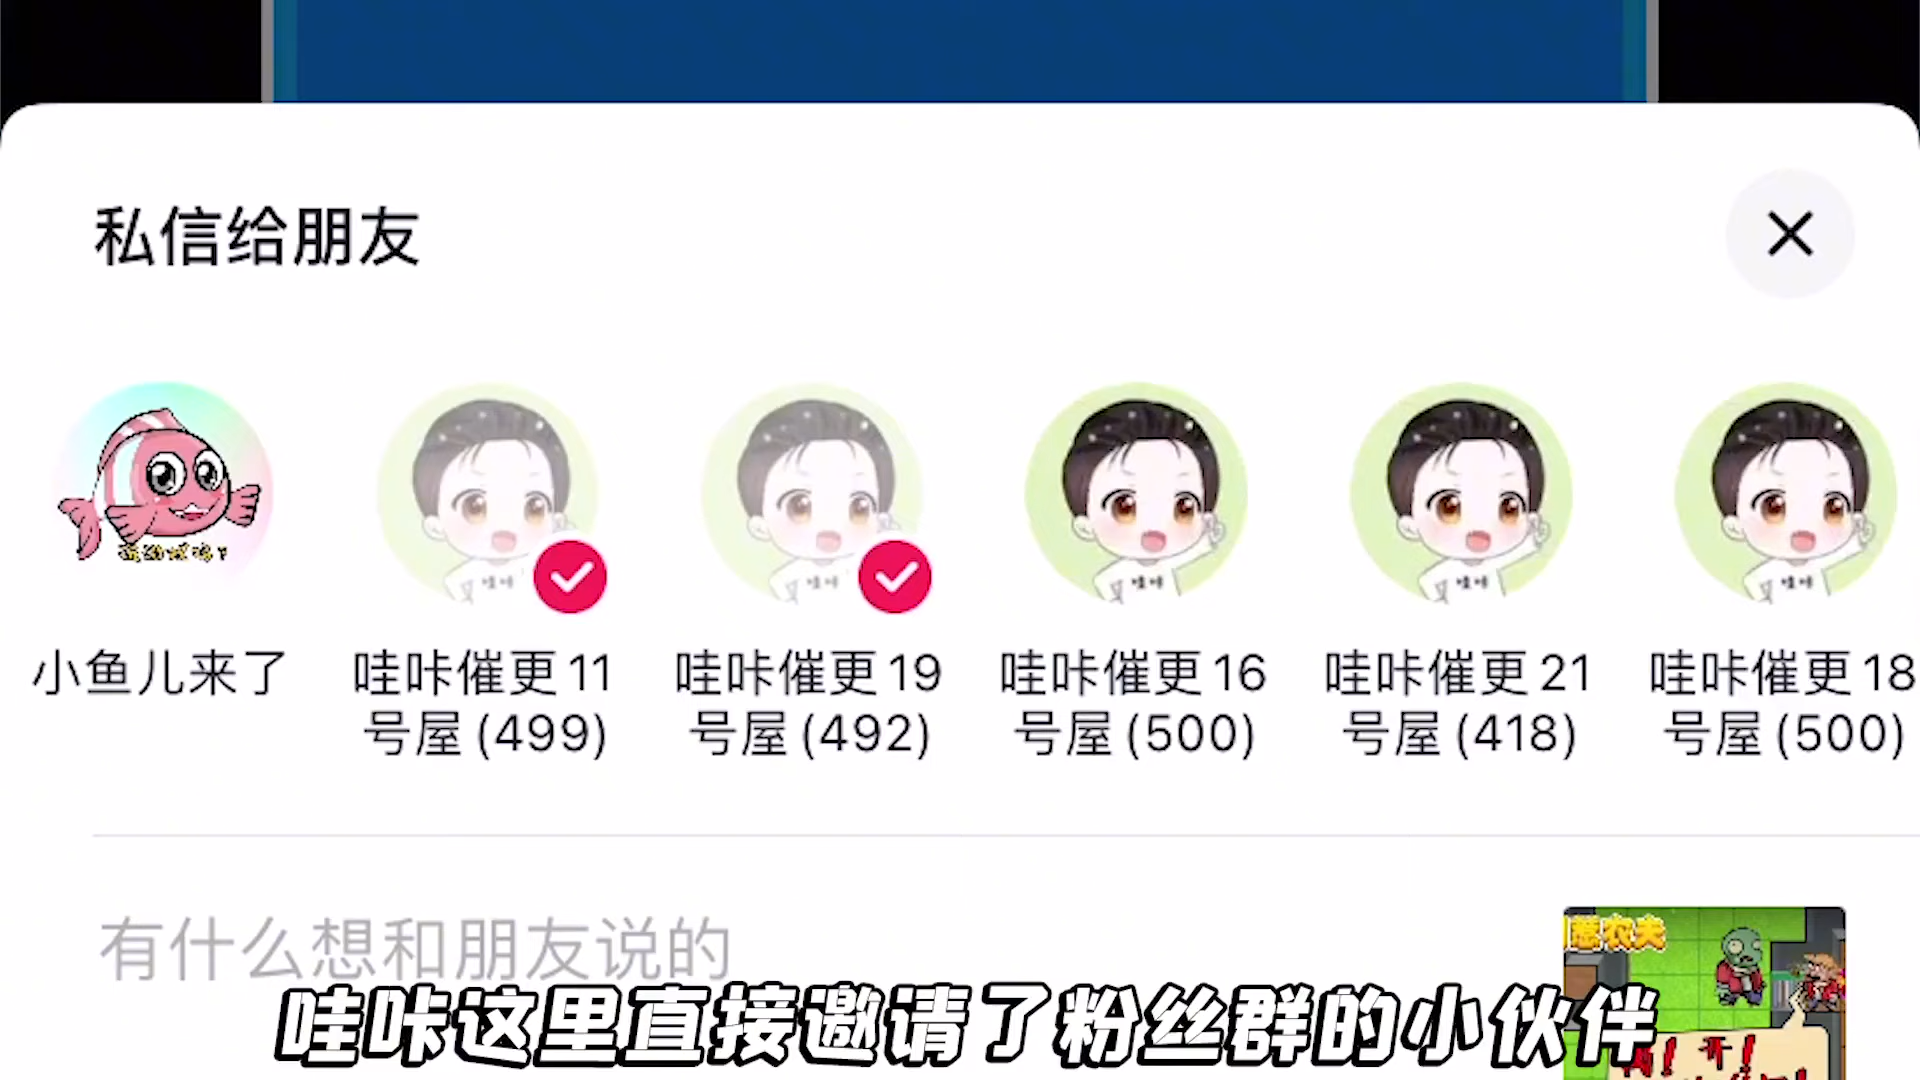 私信给朋友
小鱼儿来了
哇咔催更11
号屋(499)
哇咔催更19
号屋(492)
哇咔催更16
号屋(500)
哇咔催更21
号屋(418)
哇咔催更18
号屋(500)
有什么想和朋友说的
惹农夫
哇咔这里直接邀请了粉丝群的小伙伴